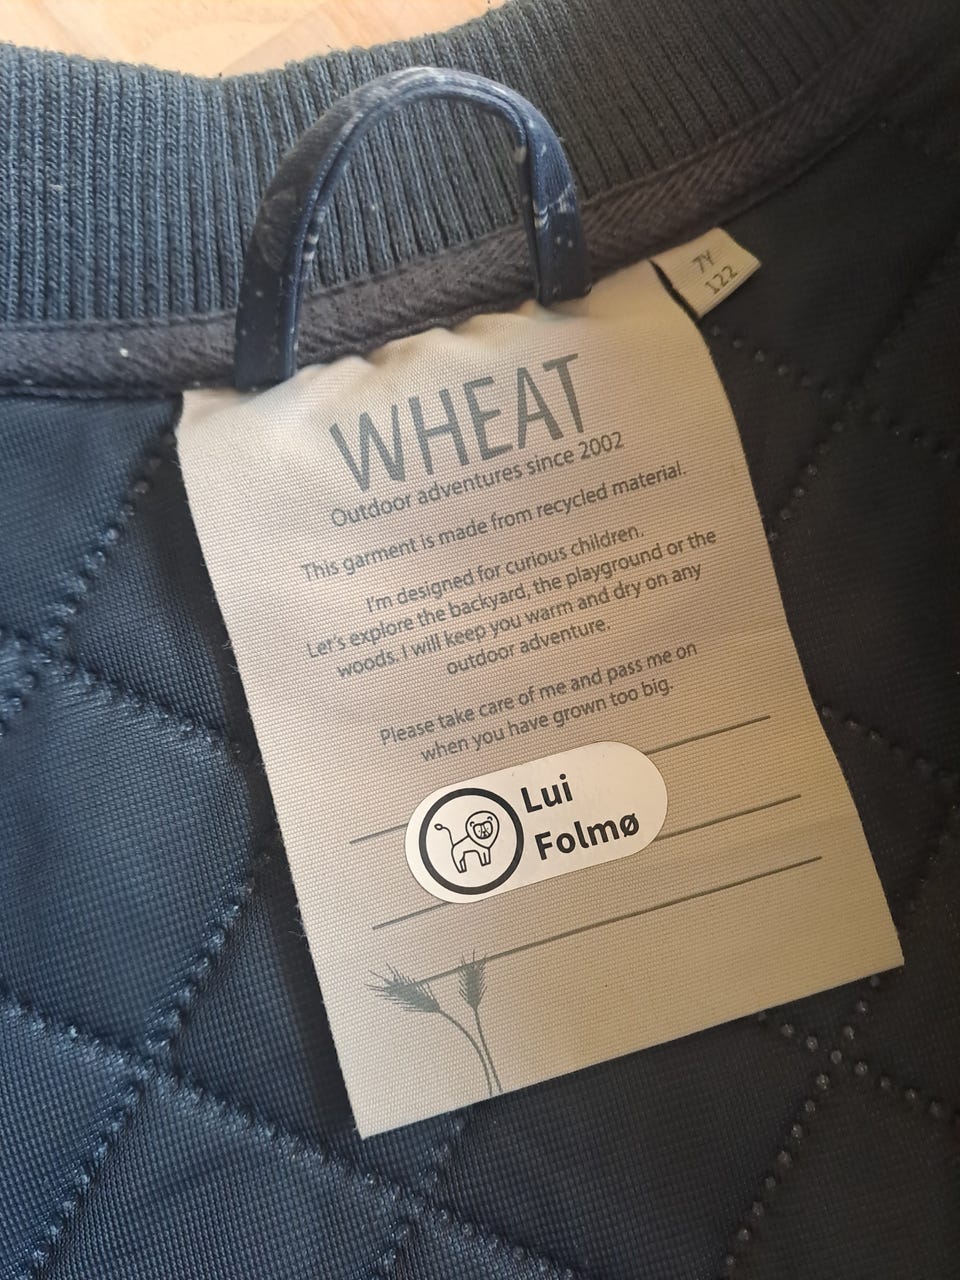 7Y
122
WHEAT
Outdoor adventures since 2002
This garment is made from recycled material.
I'm designed for curious children.
Let's explore the backyard, the playground or the
woods. I will keep you warm and dry on any
outdoor adventure.
Please take care of me and pass me on
when you have grown too big.
Lui
Folmø